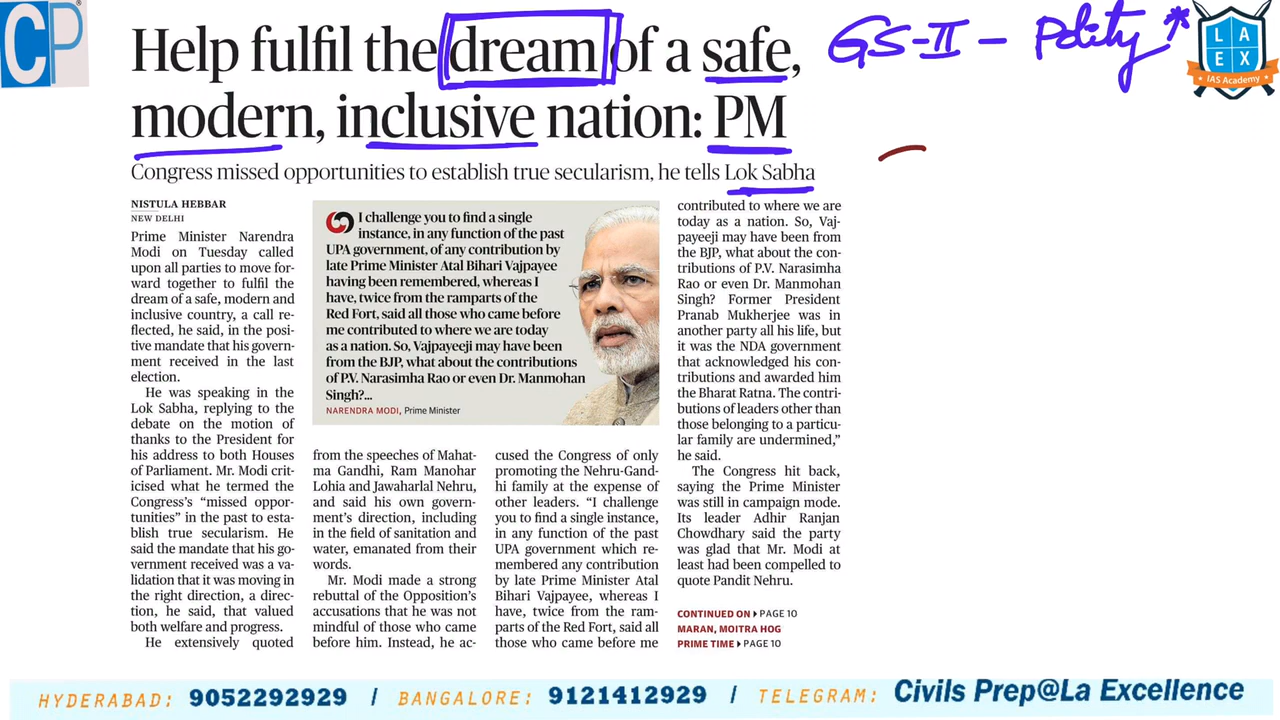 CP
Help fulfil the dream of a safe,
modern, inclusive nation: PM
GS-II - Polity *
LAEX
IAS Academy
Congress missed opportunities to establish true secularism, he tells Lok Sabha
NISTULA HEBBAR
NEW DELHI
Prime Minister Narendra
Modi on Tuesday called
upon all parties to move for-
ward together to fulfil the
dream of a safe, modern and
inclusive country, a call re-
flected, he said, in the posi-
tive mandate that his govern-
ment received in the last
election.
He was speaking in the
Lok Sabha, replying to the
debate on the motion of
thanks to the President for
his address to both Houses
of Parliament. Mr. Modi crit-
icised what he termed the
Congress's “missed oppor-
tunities” in the past to esta-
blish true secularism. He
said the mandate that his go-
vernment received was a va-
lidation that it was moving in
the right direction, a direc-
tion, he said, that valued
both welfare and progress.
He extensively quoted
I challenge you to find a single
instance, in any function of the past
UPA government, of any contribution by
late Prime Minister Atal Bihari Vajpayee
having been remembered, whereas I
have, twice from the ramparts of the
Red Fort, said all those who came before
me contributed to where we are today
as a nation. So, Vajpayeeji may have been
from the BJP, what about the contributions
of P.V. Narasimha Rao or even Dr. Manmohan
Singh?...
NARENDRA MODI, Prime Minister
from the speeches of Mahat-
ma Gandhi, Ram Manohar
Lohia and Jawaharlal Nehru,
and said his own govern-
ment's direction, including
in the field of sanitation and
water, emanated from their
words.
Mr. Modi made a strong
rebuttal of the Opposition's
accusations that he was not
mindful of those who came
before him. Instead, he ac-
cused the Congress of only
promoting the Nehru-Gand-
hi family at the expense of
other leaders. “I challenge
you to find a single instance,
in any function of the past
UPA government which re-
membered any contribution
by late Prime Minister Atal
Bihari Vajpayee, whereas I
have, twice from the ram-
parts of the Red Fort, said all
those who came before me
contributed to where we are
today as a nation. So, Vaj-
payeeji may have been from
the BJP, what about the con-
tributions of P.V. Narasimha
Rao or even Dr. Manmohan
Singh? Former President
Pranab Mukherjee was in
another party all his life, but
it was the NDA government
that acknowledged his con-
tributions and awarded him
the Bharat Ratna. The contri-
butions of leaders other than
those belonging to a particu-
lar family are undermined,”
he said.
The Congress hit back,
saying the Prime Minister
was still in campaign mode.
Its leader Adhir Ranjan
Chowdhary said the party
was glad that Mr. Modi at
least had been compelled to
quote Pandit Nehru.
CONTINUED ON PAGE 10
MARAN, MOITRA HOG
PRIME TIME PAGE 10
HYDERABAD: 9052292929 / BANGALORE: 9121412929 / TELEGRAM: Civils Prep@La Excellence